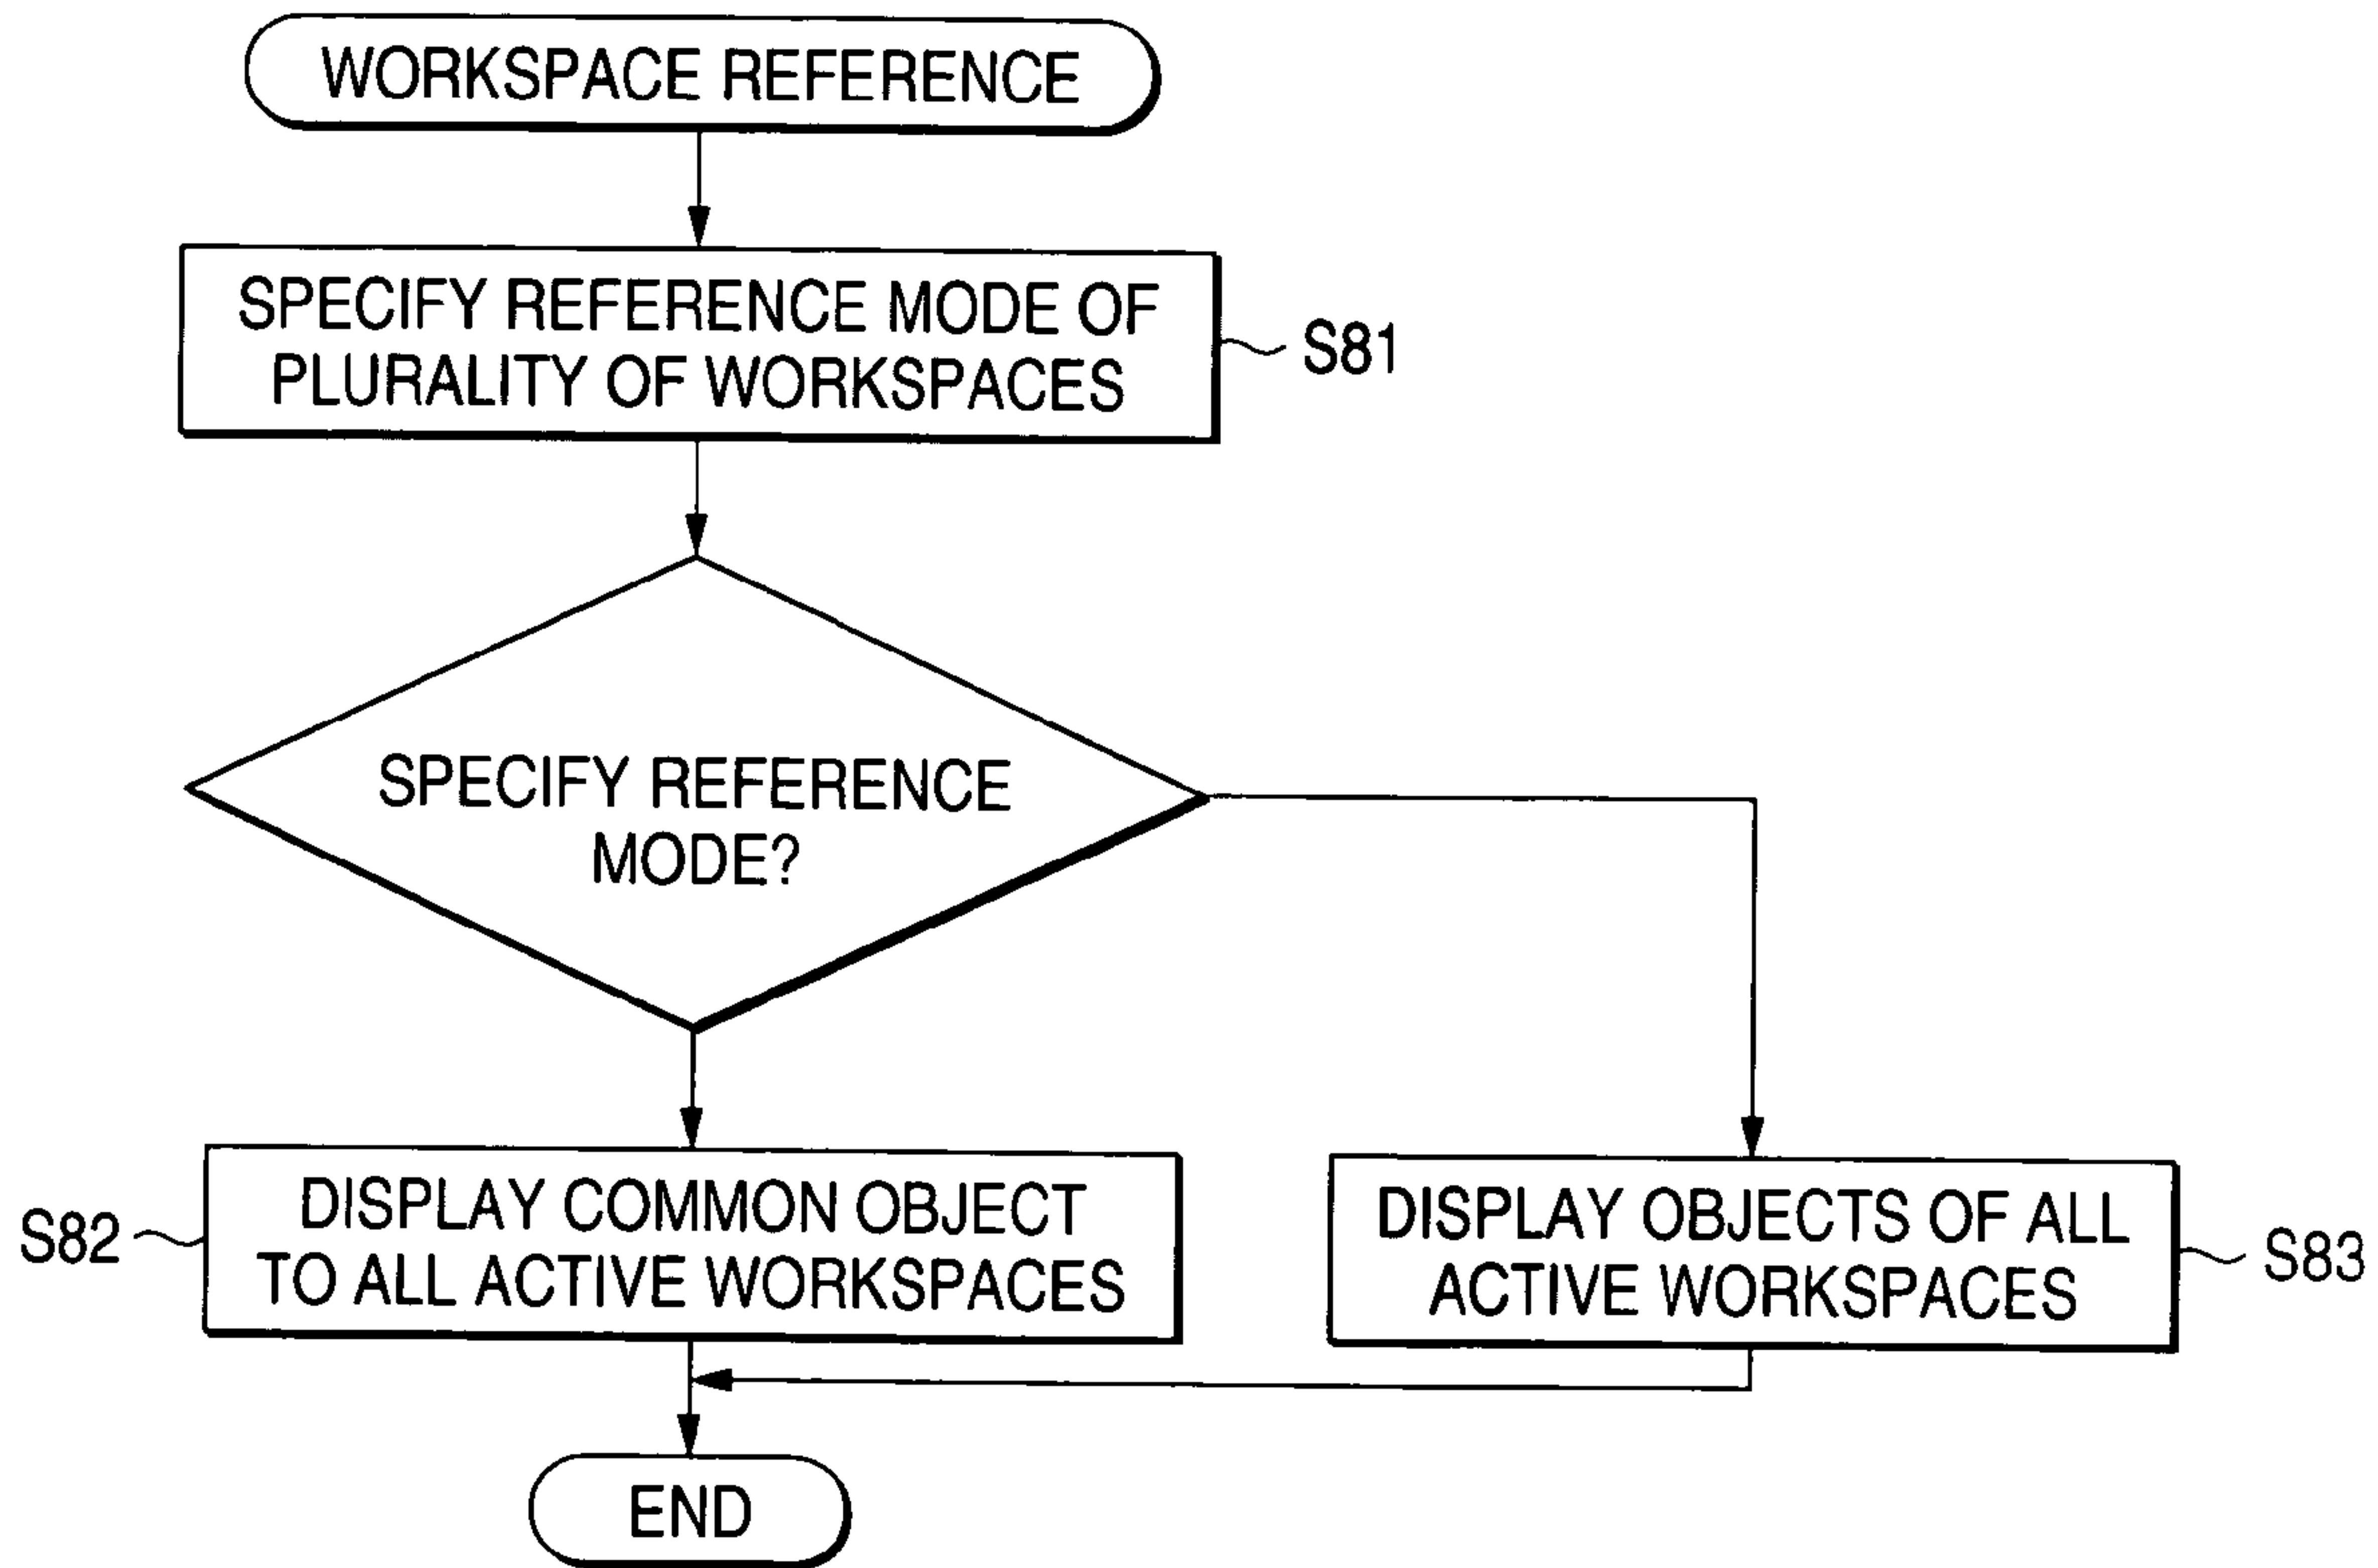 WORKSPACE REFERENCE
SPECIFY REFERENCE MODE OF
PLURALITY OF WORKSPACES
S81
SPECIFY REFERENCE
MODE?
S82
DISPLAY COMMON OBJECT
TO ALL ACTIVE WORKSPACES
DISPLAY OBJECTS OF ALL
ACTIVE WORKSPACES
S83
END